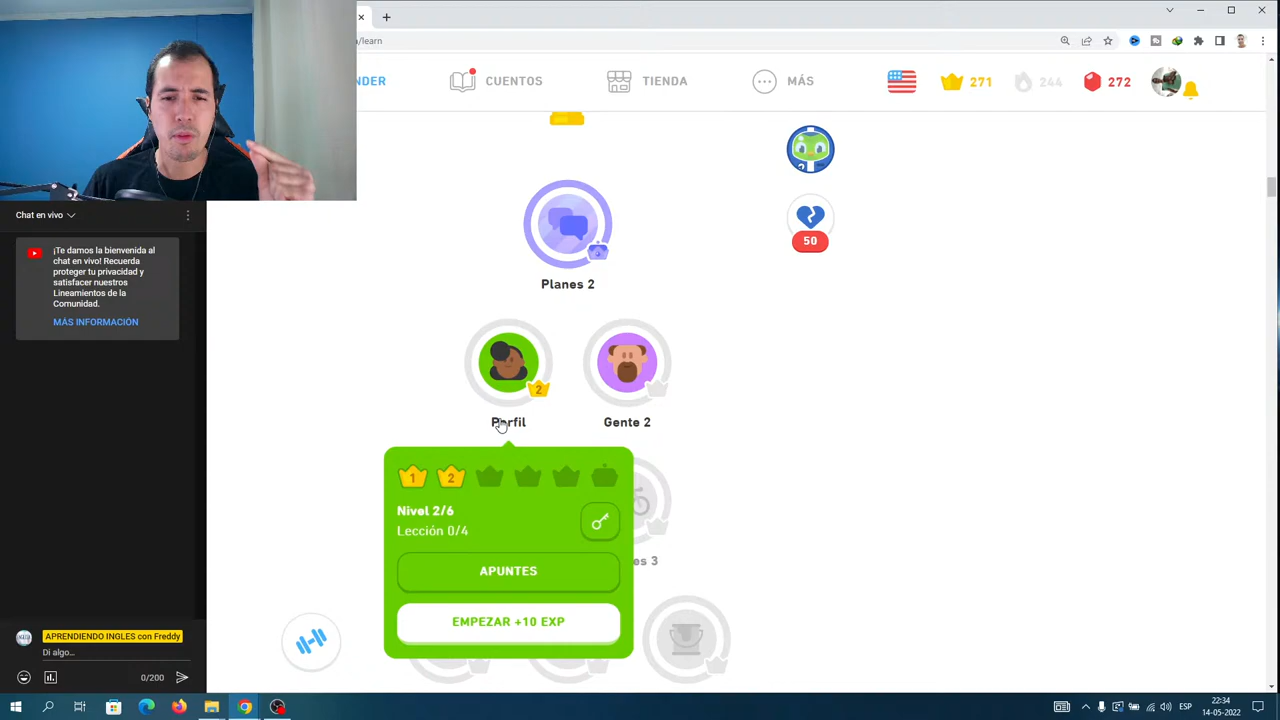 /learn
NDER
CUENTOS
TIENDA
MÁS
271
244
272
Chat en vivo
¡Te damos la bienvenida al
chat en vivo! Recuerda
proteger tu privacidad y
satisfacer nuestros
Lineamientos de la
Comunidad.
MÁS INFORMACIÓN
50
Planes 2
2
Perfil
Gente 2
1
2
Nivel 2/6
Lección 0/4
es 3
APUNTES
EMPEZAR +10 EXP
APRENDIENDO INGLES con Freddy
Di algo...
0/200
ESP
22:34
14-05-2022